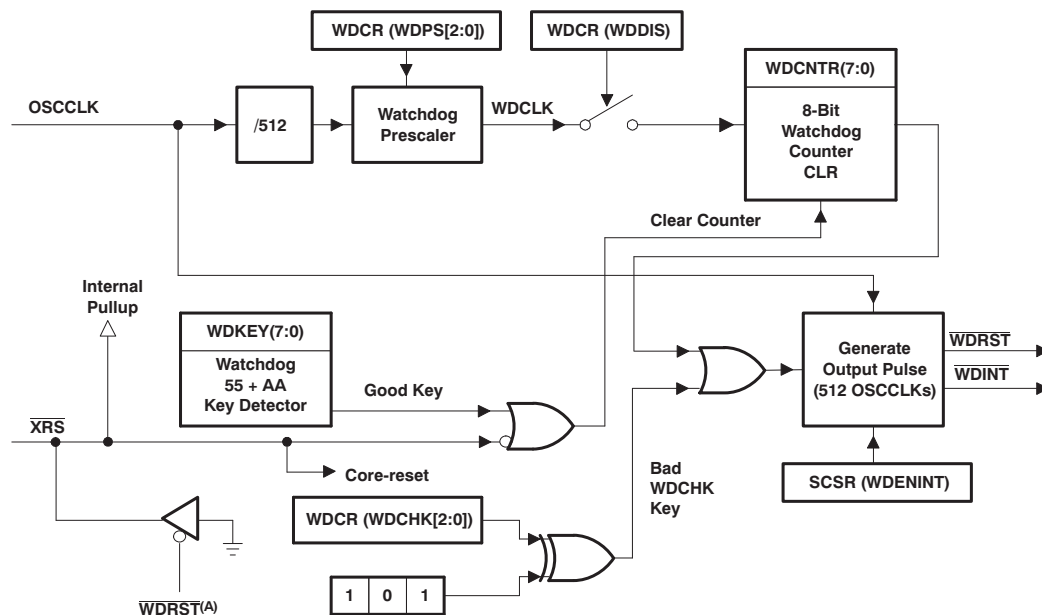 WDCR (WDPS[2:0])
WDCR (WDDIS)
WDCNTR(7:0)
OSCCLK
/512
Watchdog
Prescaler
WDCLK
8-Bit
Watchdog
Counter
CLR
Clear Counter
Internal
Pullup
WDKEY(7:0)
Watchdog
55 + AA
Key Detector
Good Key
Generate
Output Pulse
(512 OSCCLKs)
WDRST
WDINT
XRS
Core-reset
Bad
WDCHK
Key
SCSR (WDENINT)
WDCR (WDCHK[2:0])
1 0 1
WDRST(A)